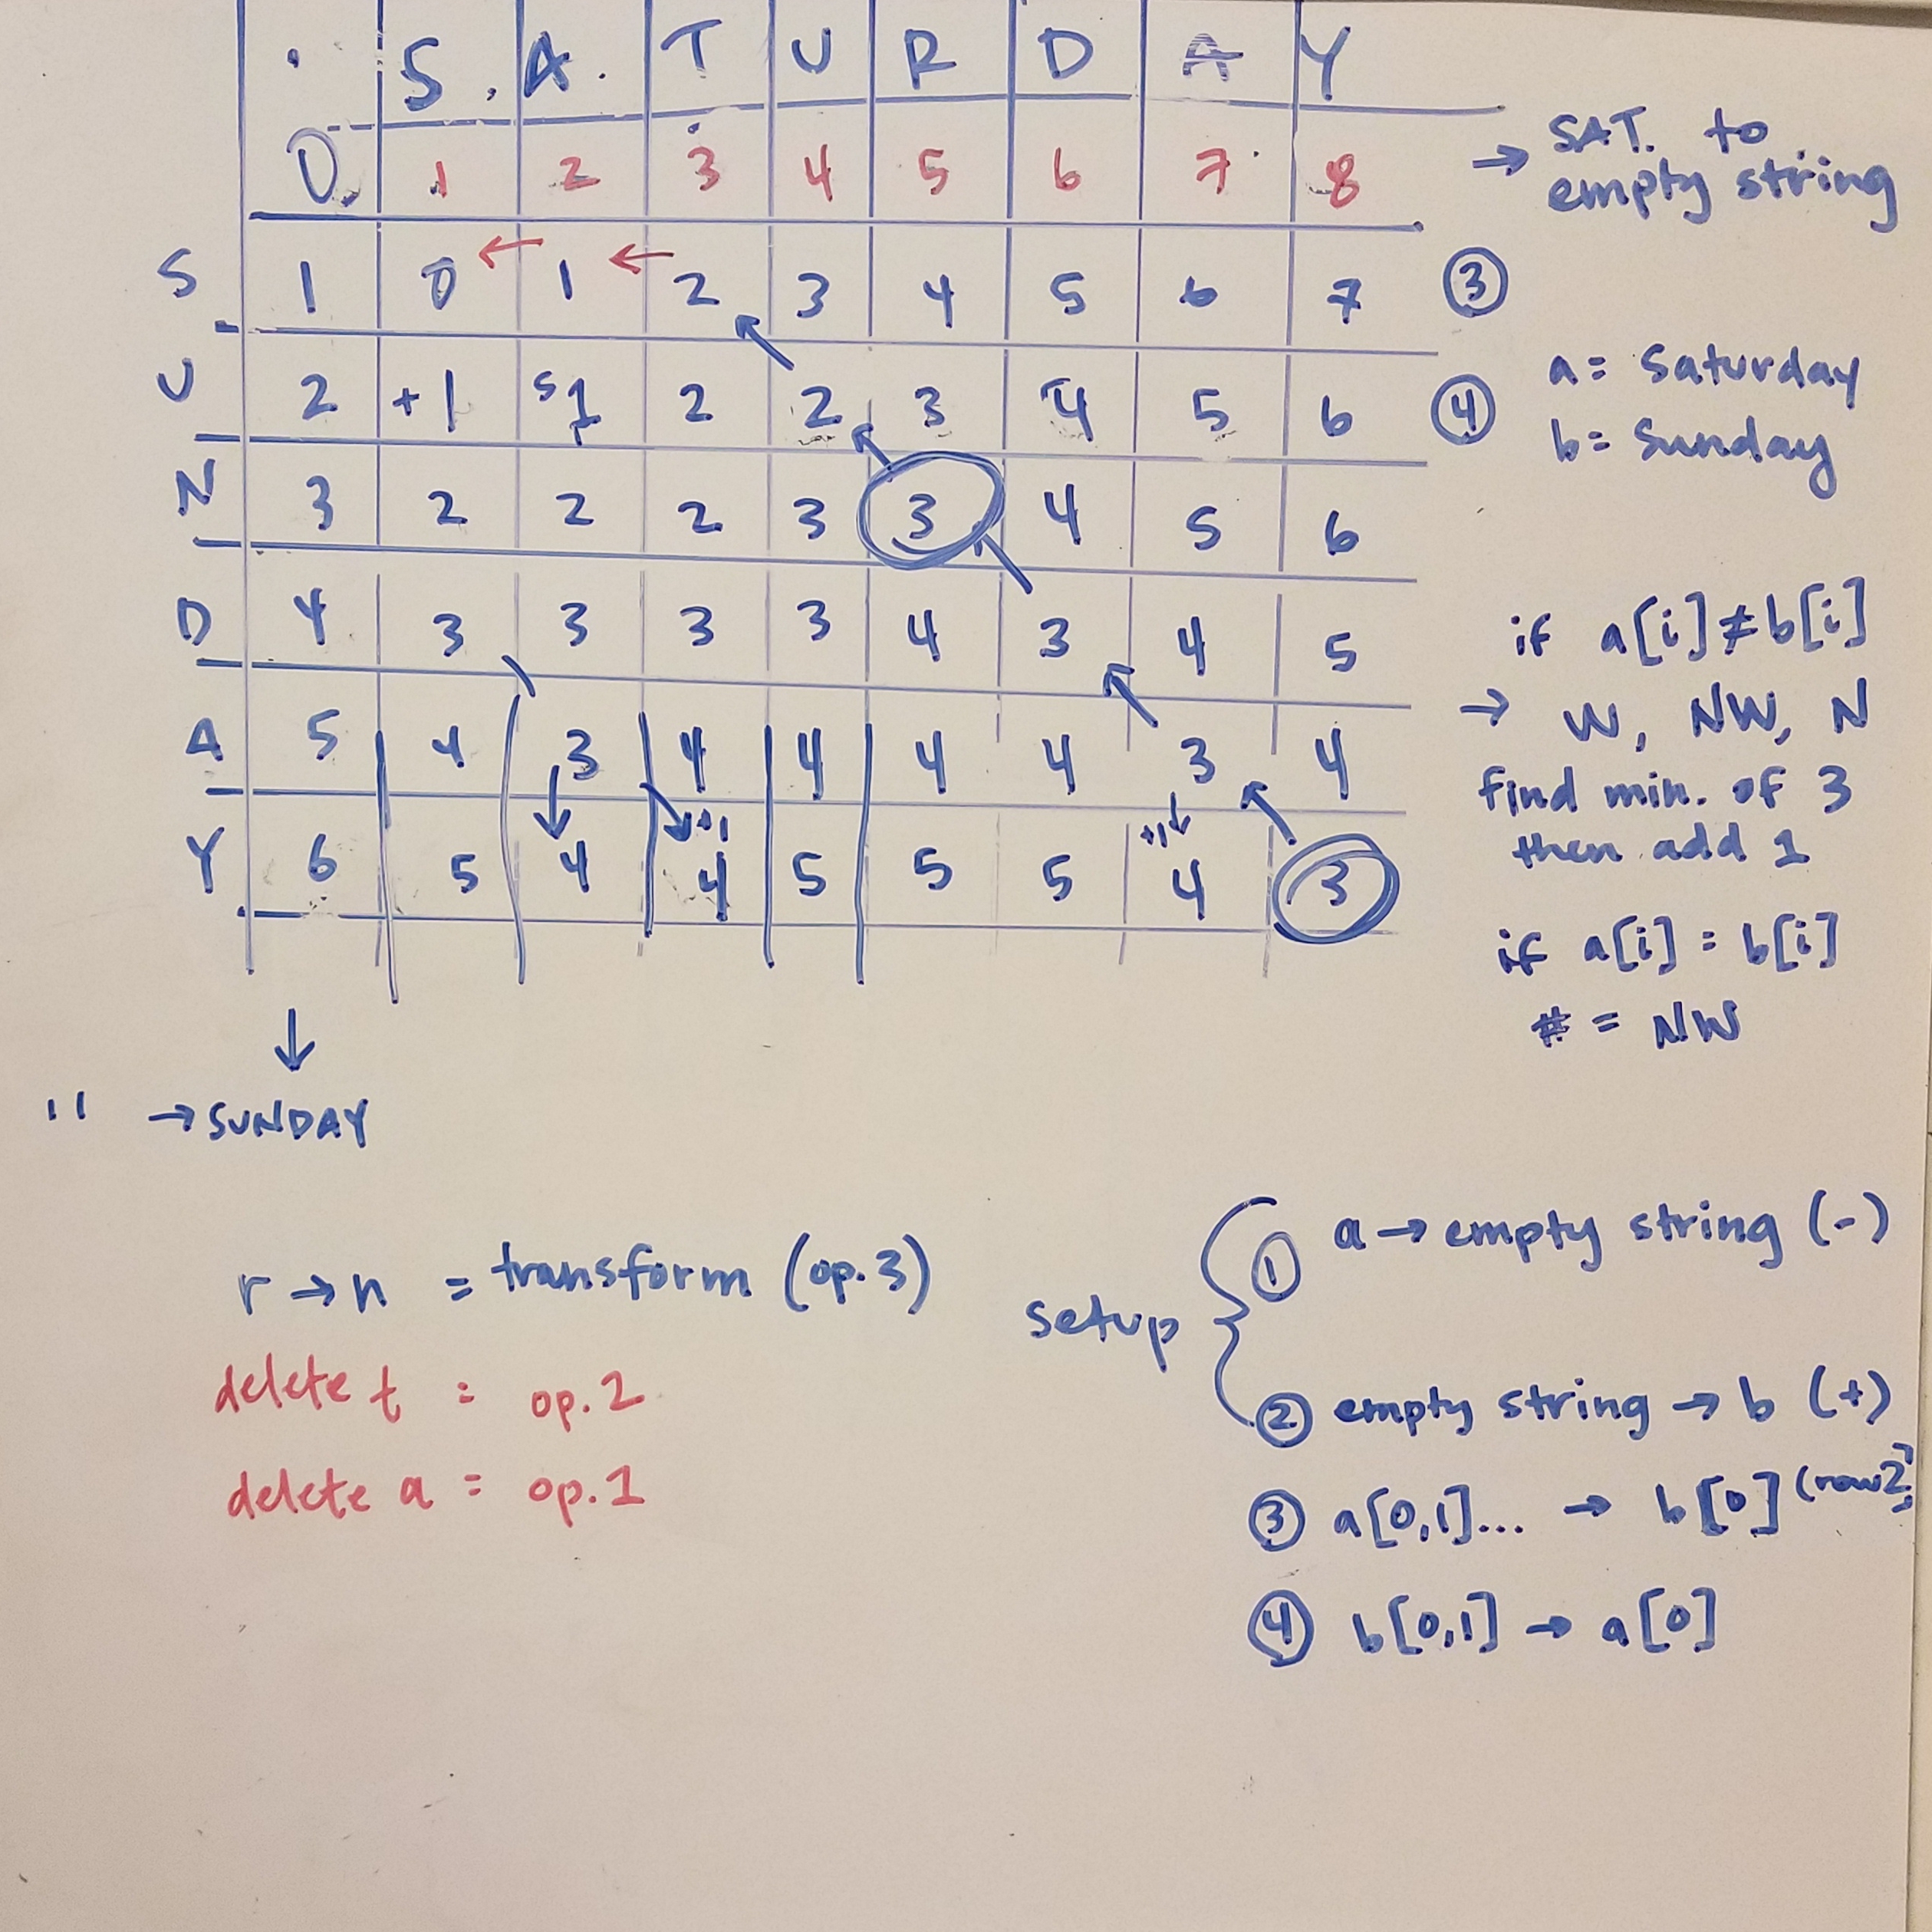 . S. A. T U R D A Y
0 1 2 3 4 5 6 7 8
→ SAT. to
empty string
S 1 0 ← 1 ← 2 3 4 5 6 7 ③
U 2 +1 s1 2 2 3 4 5 6 ④
a = Saturday
b = Sunday
N 3 2 2 2 3 3 4 5 6
D 4 3 3 3 3 4 3 4 5
if a[i] ≠ b[i]
→ W, NW, N
find min. of 3
then add 1
A 5 4 3 4 4 4 4 3 4
+1 +1
Y 6 5 4 4 5 5 5 4 3
if a[i] = b[i]
# = NW
↓
'' → SUNDAY
r → n = transform (op.3)
delete t = op.2
delete a = op.1
setup
① a → empty string (-)
② empty string → b (+)
③ a[0,1]... → b[0] (row2)
④ b[0,1] → a[0]